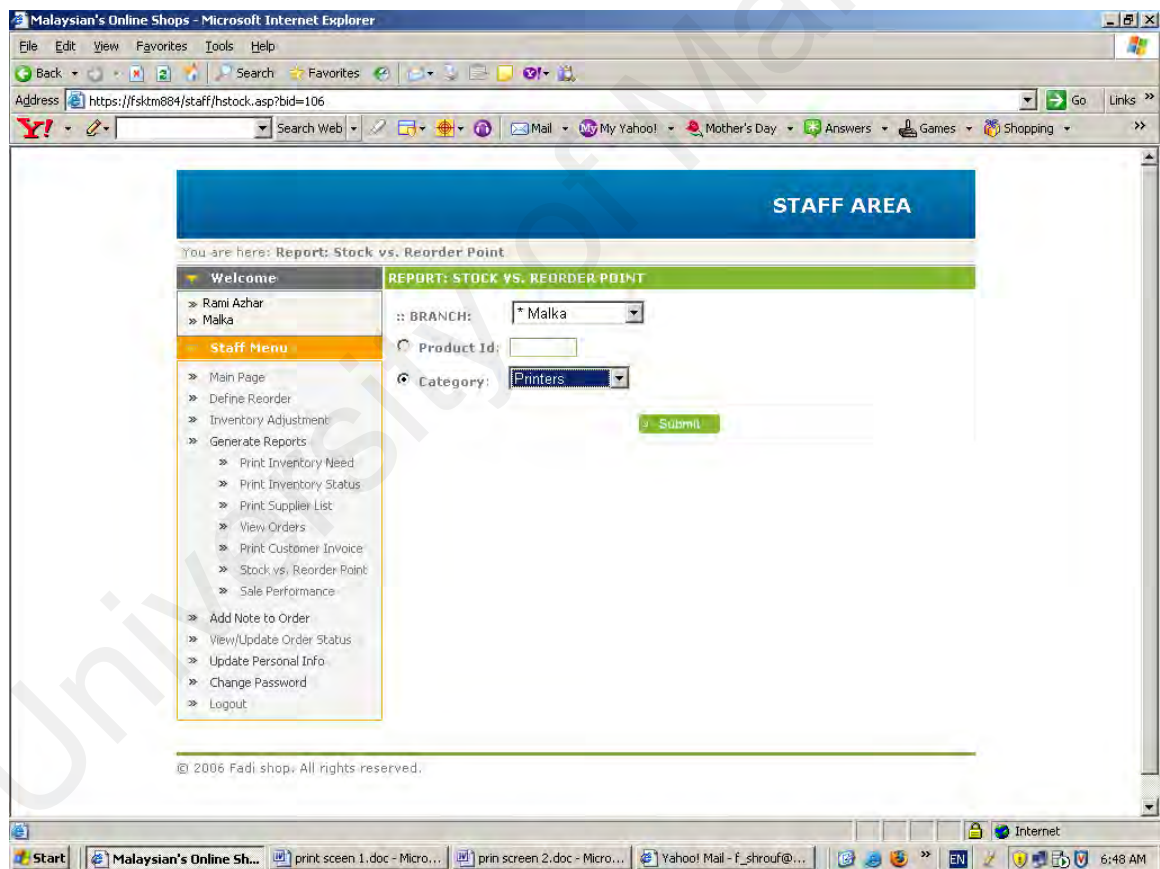 Malaysian's Online Shops - Microsoft Internet Explorer
File Edit View Favorites Tools Help
Back Search Favorites
Address https://fsktm884/staff/hstock.asp?bid=106 Go Links »
Y! Search Web Mail My Yahoo! Mother's Day Answers Games Shopping »
STAFF AREA
You are here: Report: Stock vs. Reorder Point
Welcome
» Rami Azhar
» Malka
Staff Menu
» Main Page
» Define Reorder
» Inventory Adjustment
» Generate Reports
» Print Inventory Need
» Print Inventory Status
» Print Supplier List
» View Orders
» Print Customer Invoice
» Stock vs. Reorder Point
» Sale Performance
» Add Note to Order
» View/Update Order Status
» Update Personal Info
» Change Password
» Logout
REPORT: STOCK VS. REORDER POINT
:: BRANCH: * Malka
Product Id:
Category: Printers
Submit
© 2006 Fadi shop. All rights reserved.
Internet
Start Malaysian's Online Sh... print sceen 1.doc - Micro... prin screen 2.doc - Micro... Yahoo! Mail - f_shrouf@... » EN 6:48 AM
University of Mal